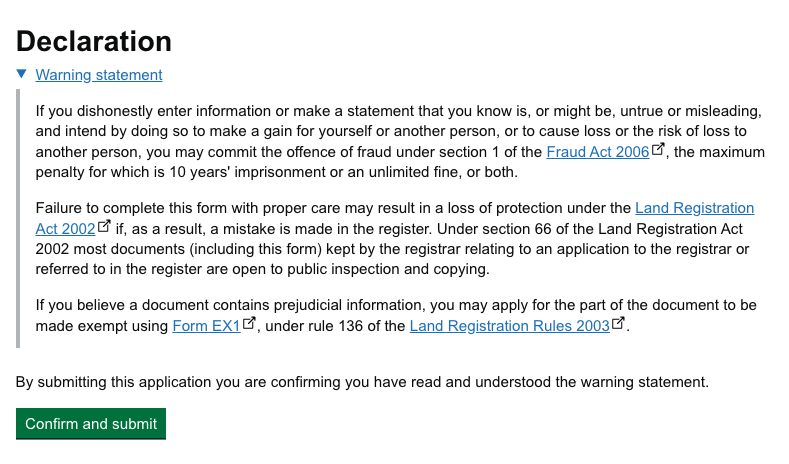 Declaration
Warning statement
If you dishonestly enter information or make a statement that you know is, or might be, untrue or misleading,
and intend by doing so to make a gain for yourself or another person, or to cause loss or the risk of loss to
another person, you may commit the offence of fraud under section 1 of the Fraud Act 2006, the maximum
penalty for which is 10 years' imprisonment or an unlimited fine, or both.
Failure to complete this form with proper care may result in a loss of protection under the Land Registration
Act 2002 if, as a result, a mistake is made in the register. Under section 66 of the Land Registration Act
2002 most documents (including this form) kept by the registrar relating to an application to the registrar or
referred to in the register are open to public inspection and copying.
If you believe a document contains prejudicial information, you may apply for the part of the document to be
made exempt using Form EX1, under rule 136 of the Land Registration Rules 2003.
By submitting this application you are confirming you have read and understood the warning statement.
Confirm and submit